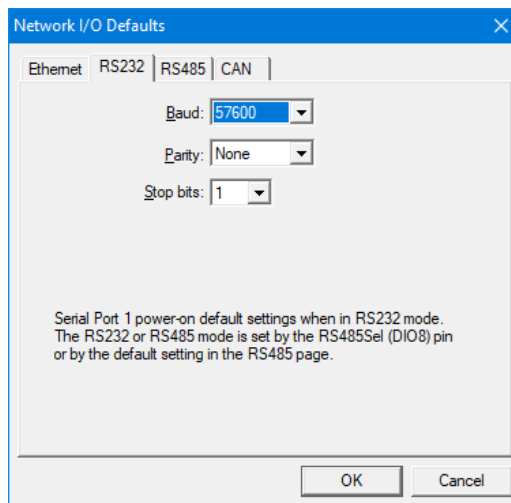 Network I/O Defaults
Ethernet RS232 RS485 CAN
Baud: 57600
Parity: None
Stop bits: 1
Serial Port 1 power-on default settings when in RS232 mode.
The RS232 or RS485 mode is set by the RS485Sel (DIO8) pin
or by the default setting in the RS485 page.
OK Cancel